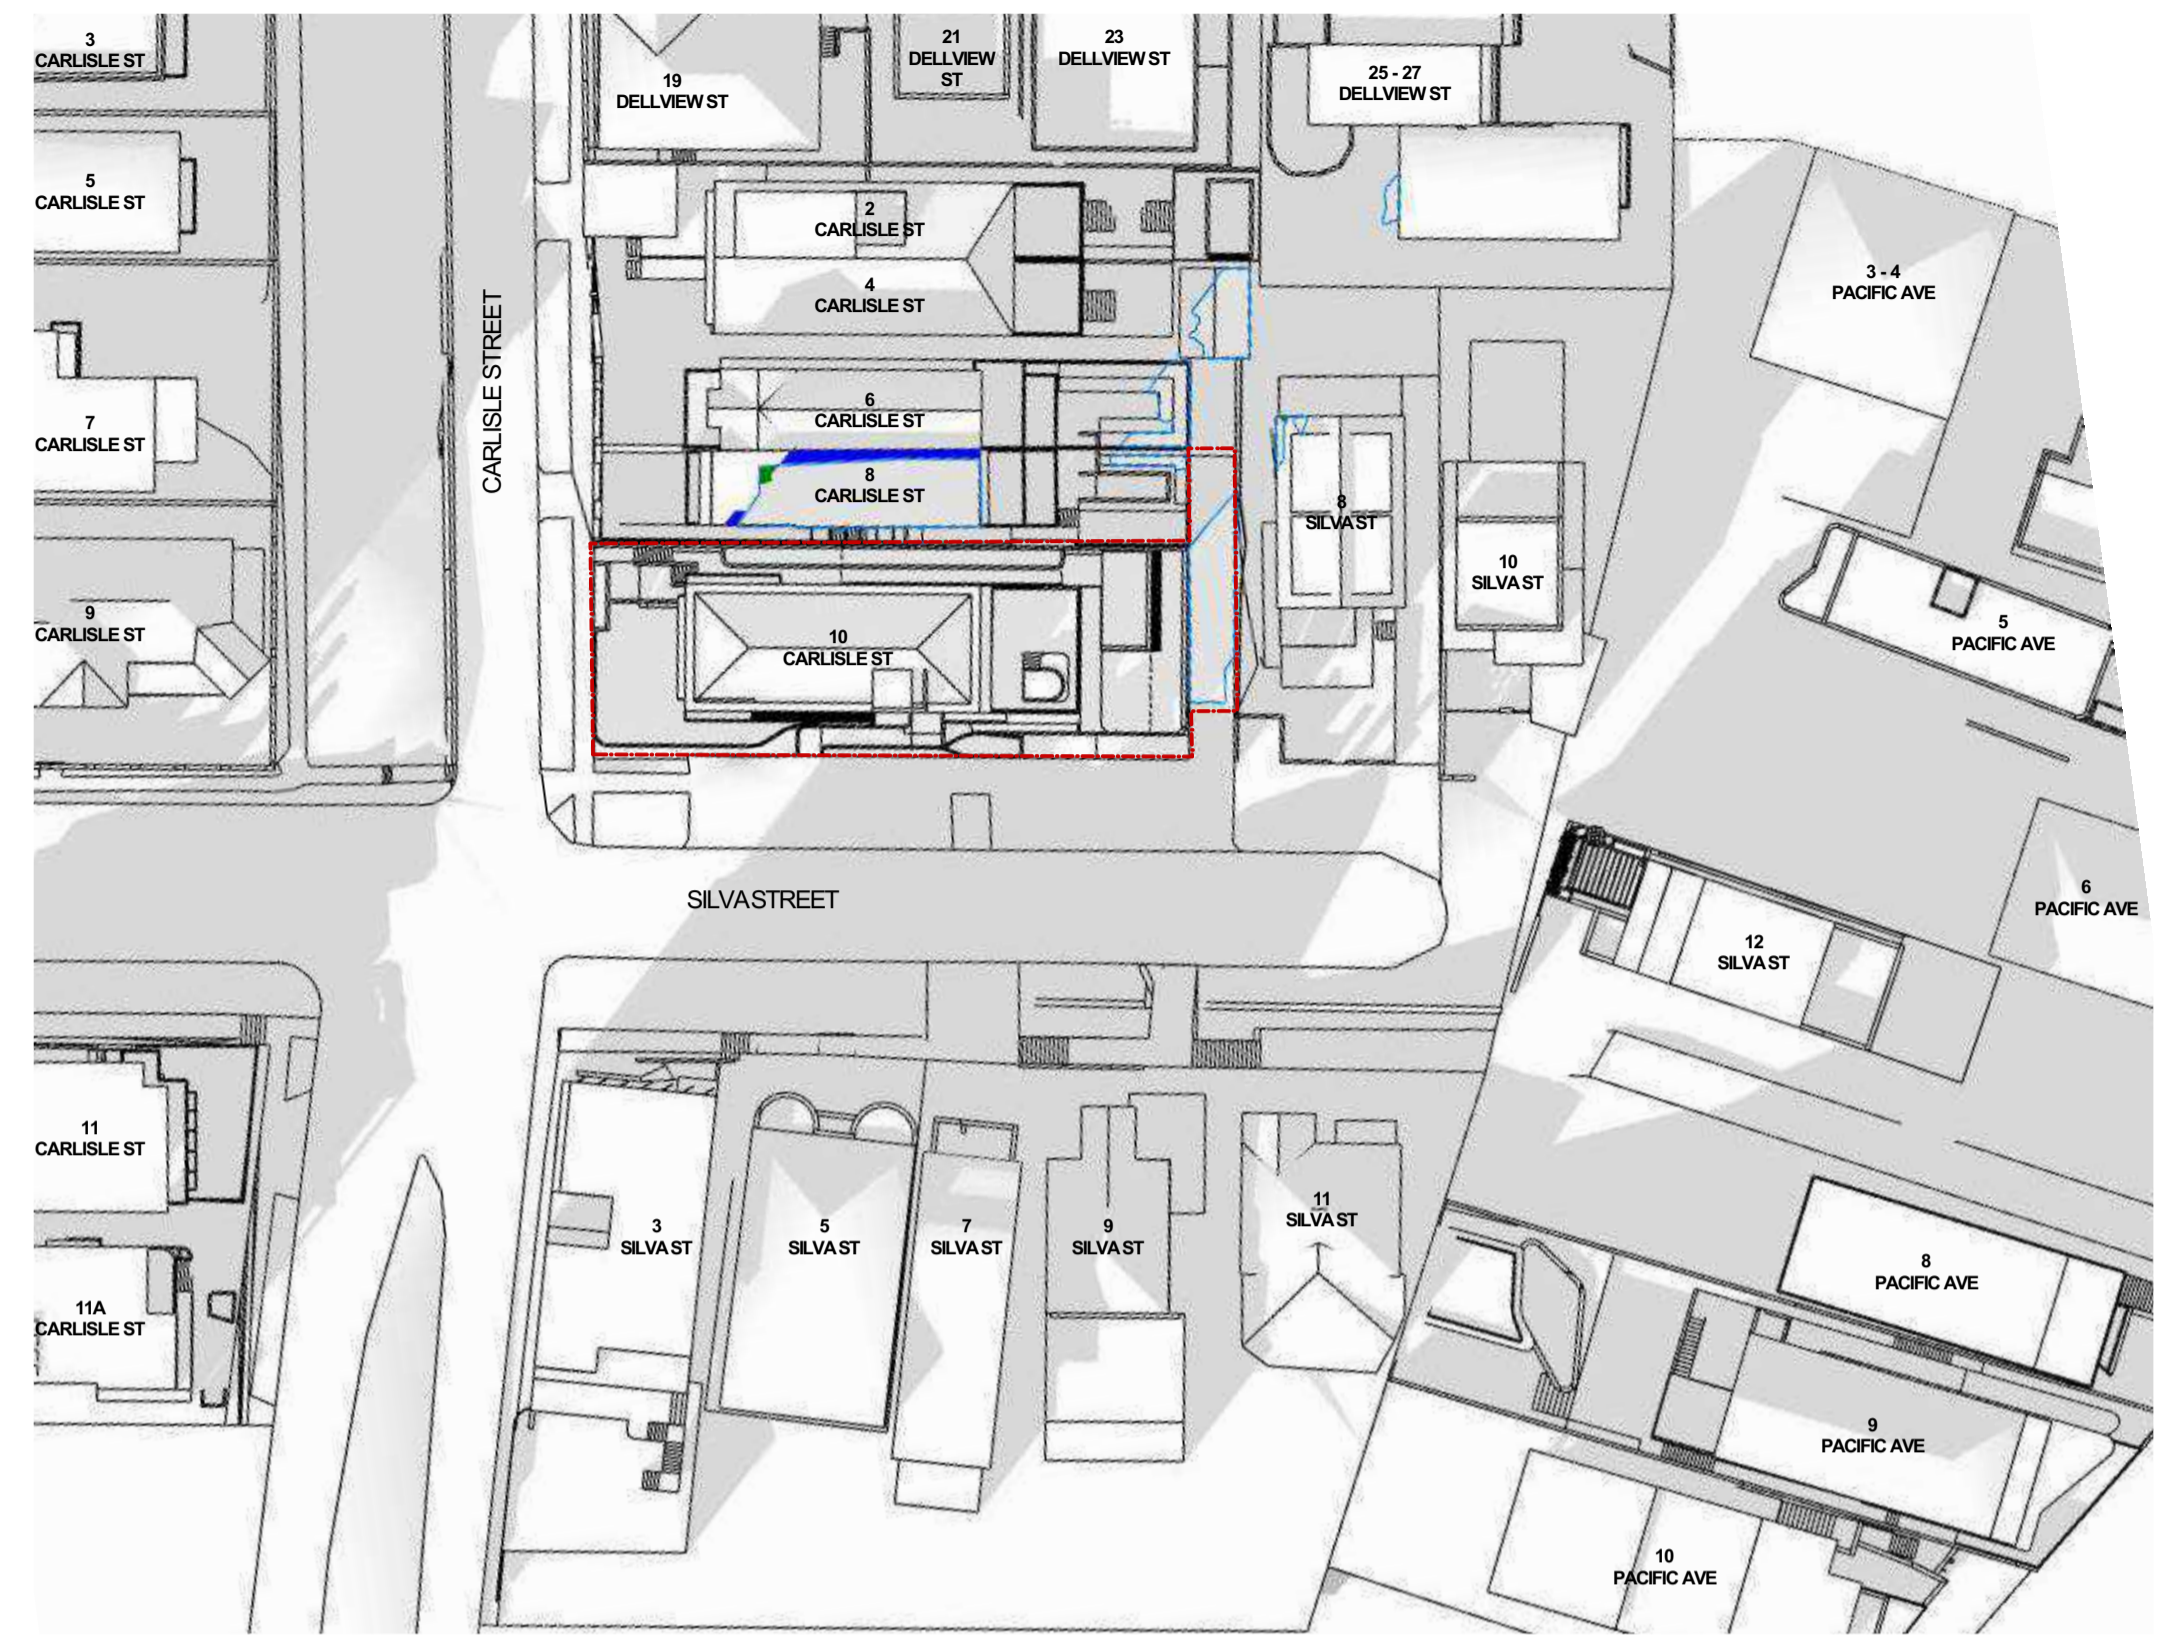 3
CARLISLE ST
19
DELLVIEW ST
21
DELLVIEW
ST
23
DELLVIEW ST
25 - 27
DELLVIEW ST
5
CARLISLE ST
2
CARLISLE ST
4
CARLISLE ST
3 - 4
PACIFIC AVE
CARLISLE STREET
7
CARLISLE ST
6
CARLISLE ST
8
CARLISLE ST
8
SILVA ST
10
SILVA ST
9
CARLISLE ST
10
CARLISLE ST
5
PACIFIC AVE
SILVA STREET
6
PACIFIC AVE
12
SILVA ST
11
CARLISLE ST
3
SILVA ST
5
SILVA ST
7
SILVA ST
9
SILVA ST
11
SILVA ST
8
PACIFIC AVE
11A
CARLISLE ST
9
PACIFIC AVE
10
PACIFIC AVE